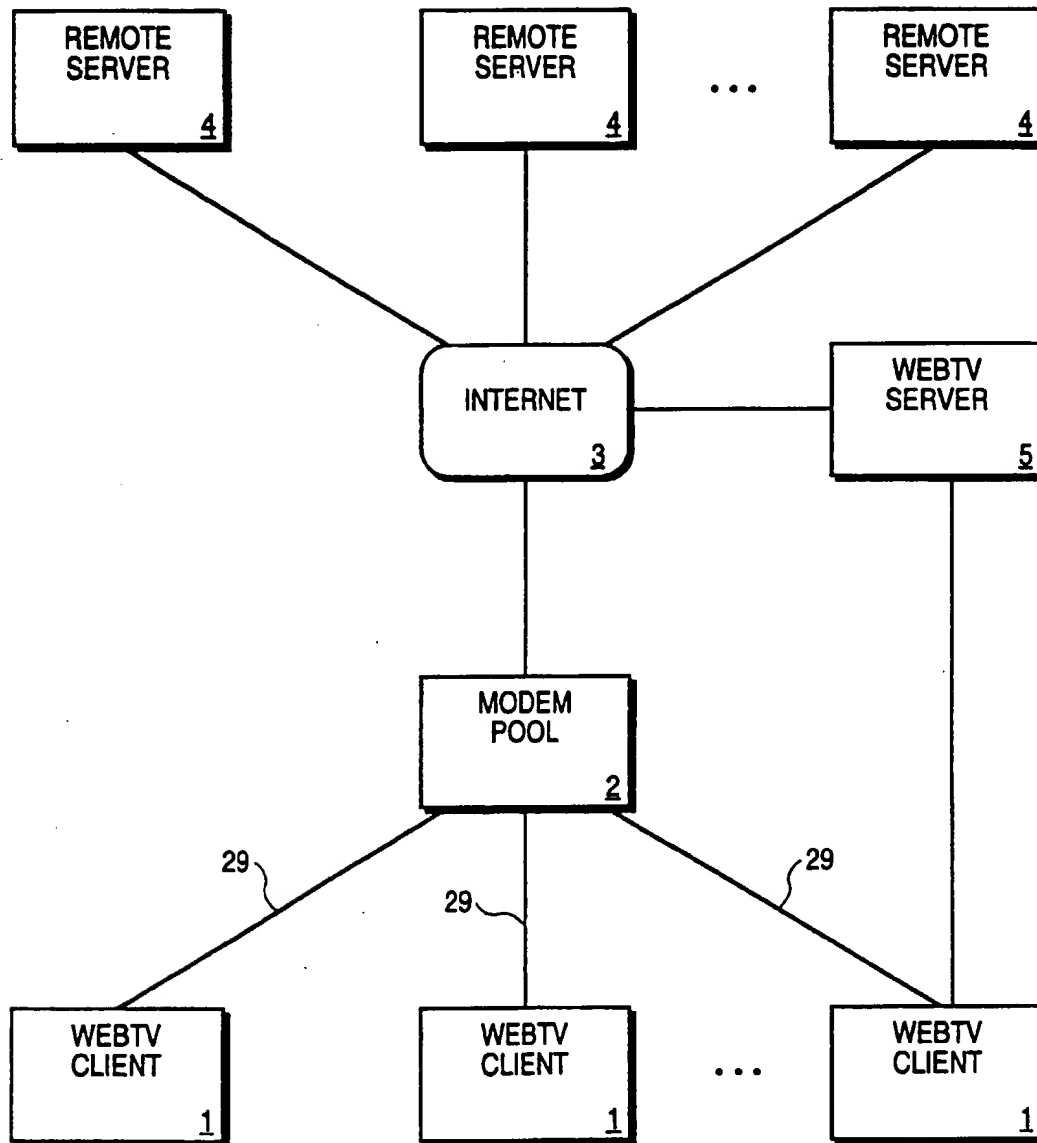 REMOTE
SERVER
4
REMOTE
SERVER
4
...
REMOTE
SERVER
4
INTERNET
3
WEBTV
SERVER
5
MODEM
POOL
2
29
29
29
WEBTV
CLIENT
1
WEBTV
CLIENT
1
...
WEBTV
CLIENT
1